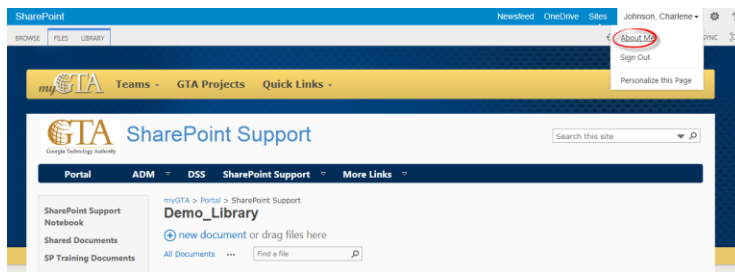 SharePoint Newsfeed OneDrive Sites Johnson, Charlene
BROWSE FILES LIBRARY
About Me
Sign Out
Personalize this Page
myGTA Teams GTA Projects Quick Links
GTA
Georgia Technology Authority
SharePoint Support
Search this site
Portal ADM DSS SharePoint Support More Links
SharePoint Support
Notebook
Shared Documents
SP Training Documents
myGTA > Portal > SharePoint Support
Demo_Library
new document or drag files here
All Documents ... Find a file